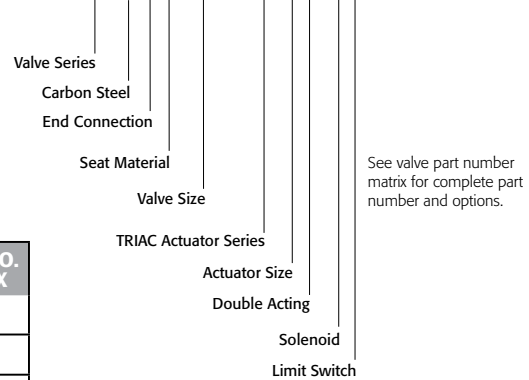 Valve Series
Carbon Steel
End Connection
Seat Material
Valve Size
See valve part number
matrix for complete part
number and options.
TRIAC Actuator Series
Actuator Size
Double Acting
Solenoid
Limit Switch
O.
X